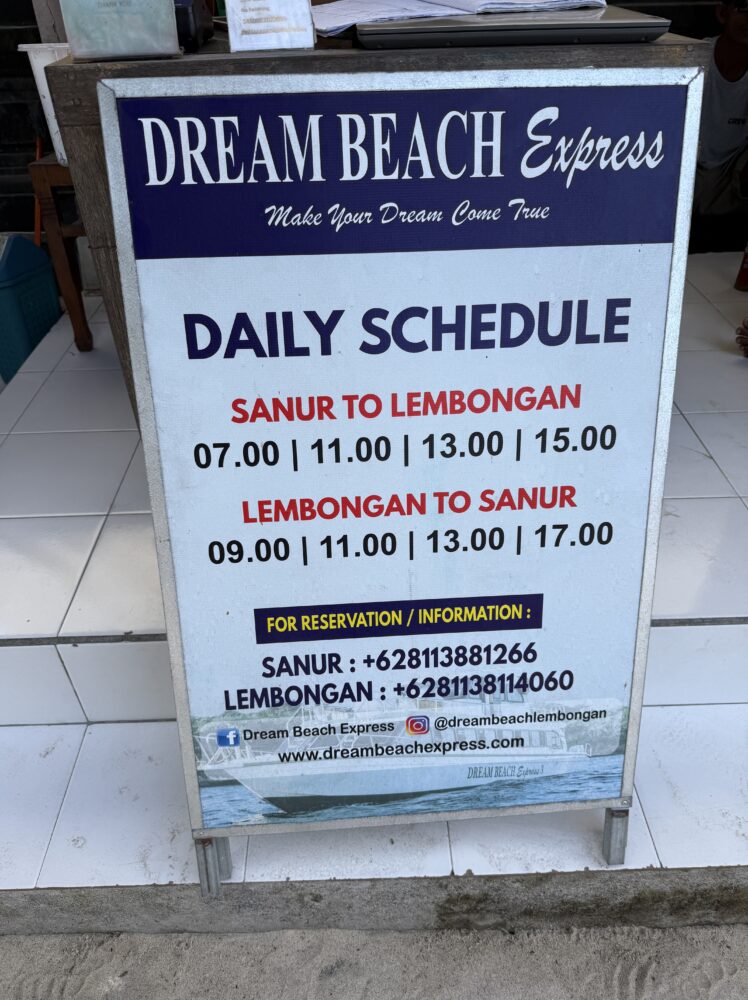 THANK YOU
DREAM BEACH Express
Make Your Dream Come True
DAILY SCHEDULE
SANUR TO LEMBONGAN
07.00 | 11.00 | 13.00 | 15.00
LEMBONGAN TO SANUR
09.00 | 11.00 | 13.00 | 17.00
FOR RESERVATION / INFORMATION :
SANUR : +628113881266
LEMBONGAN : +6281138114060
Dream Beach Express @dreambeachlembongan
www.dreambeachexpress.com
DREAM BEACH Express